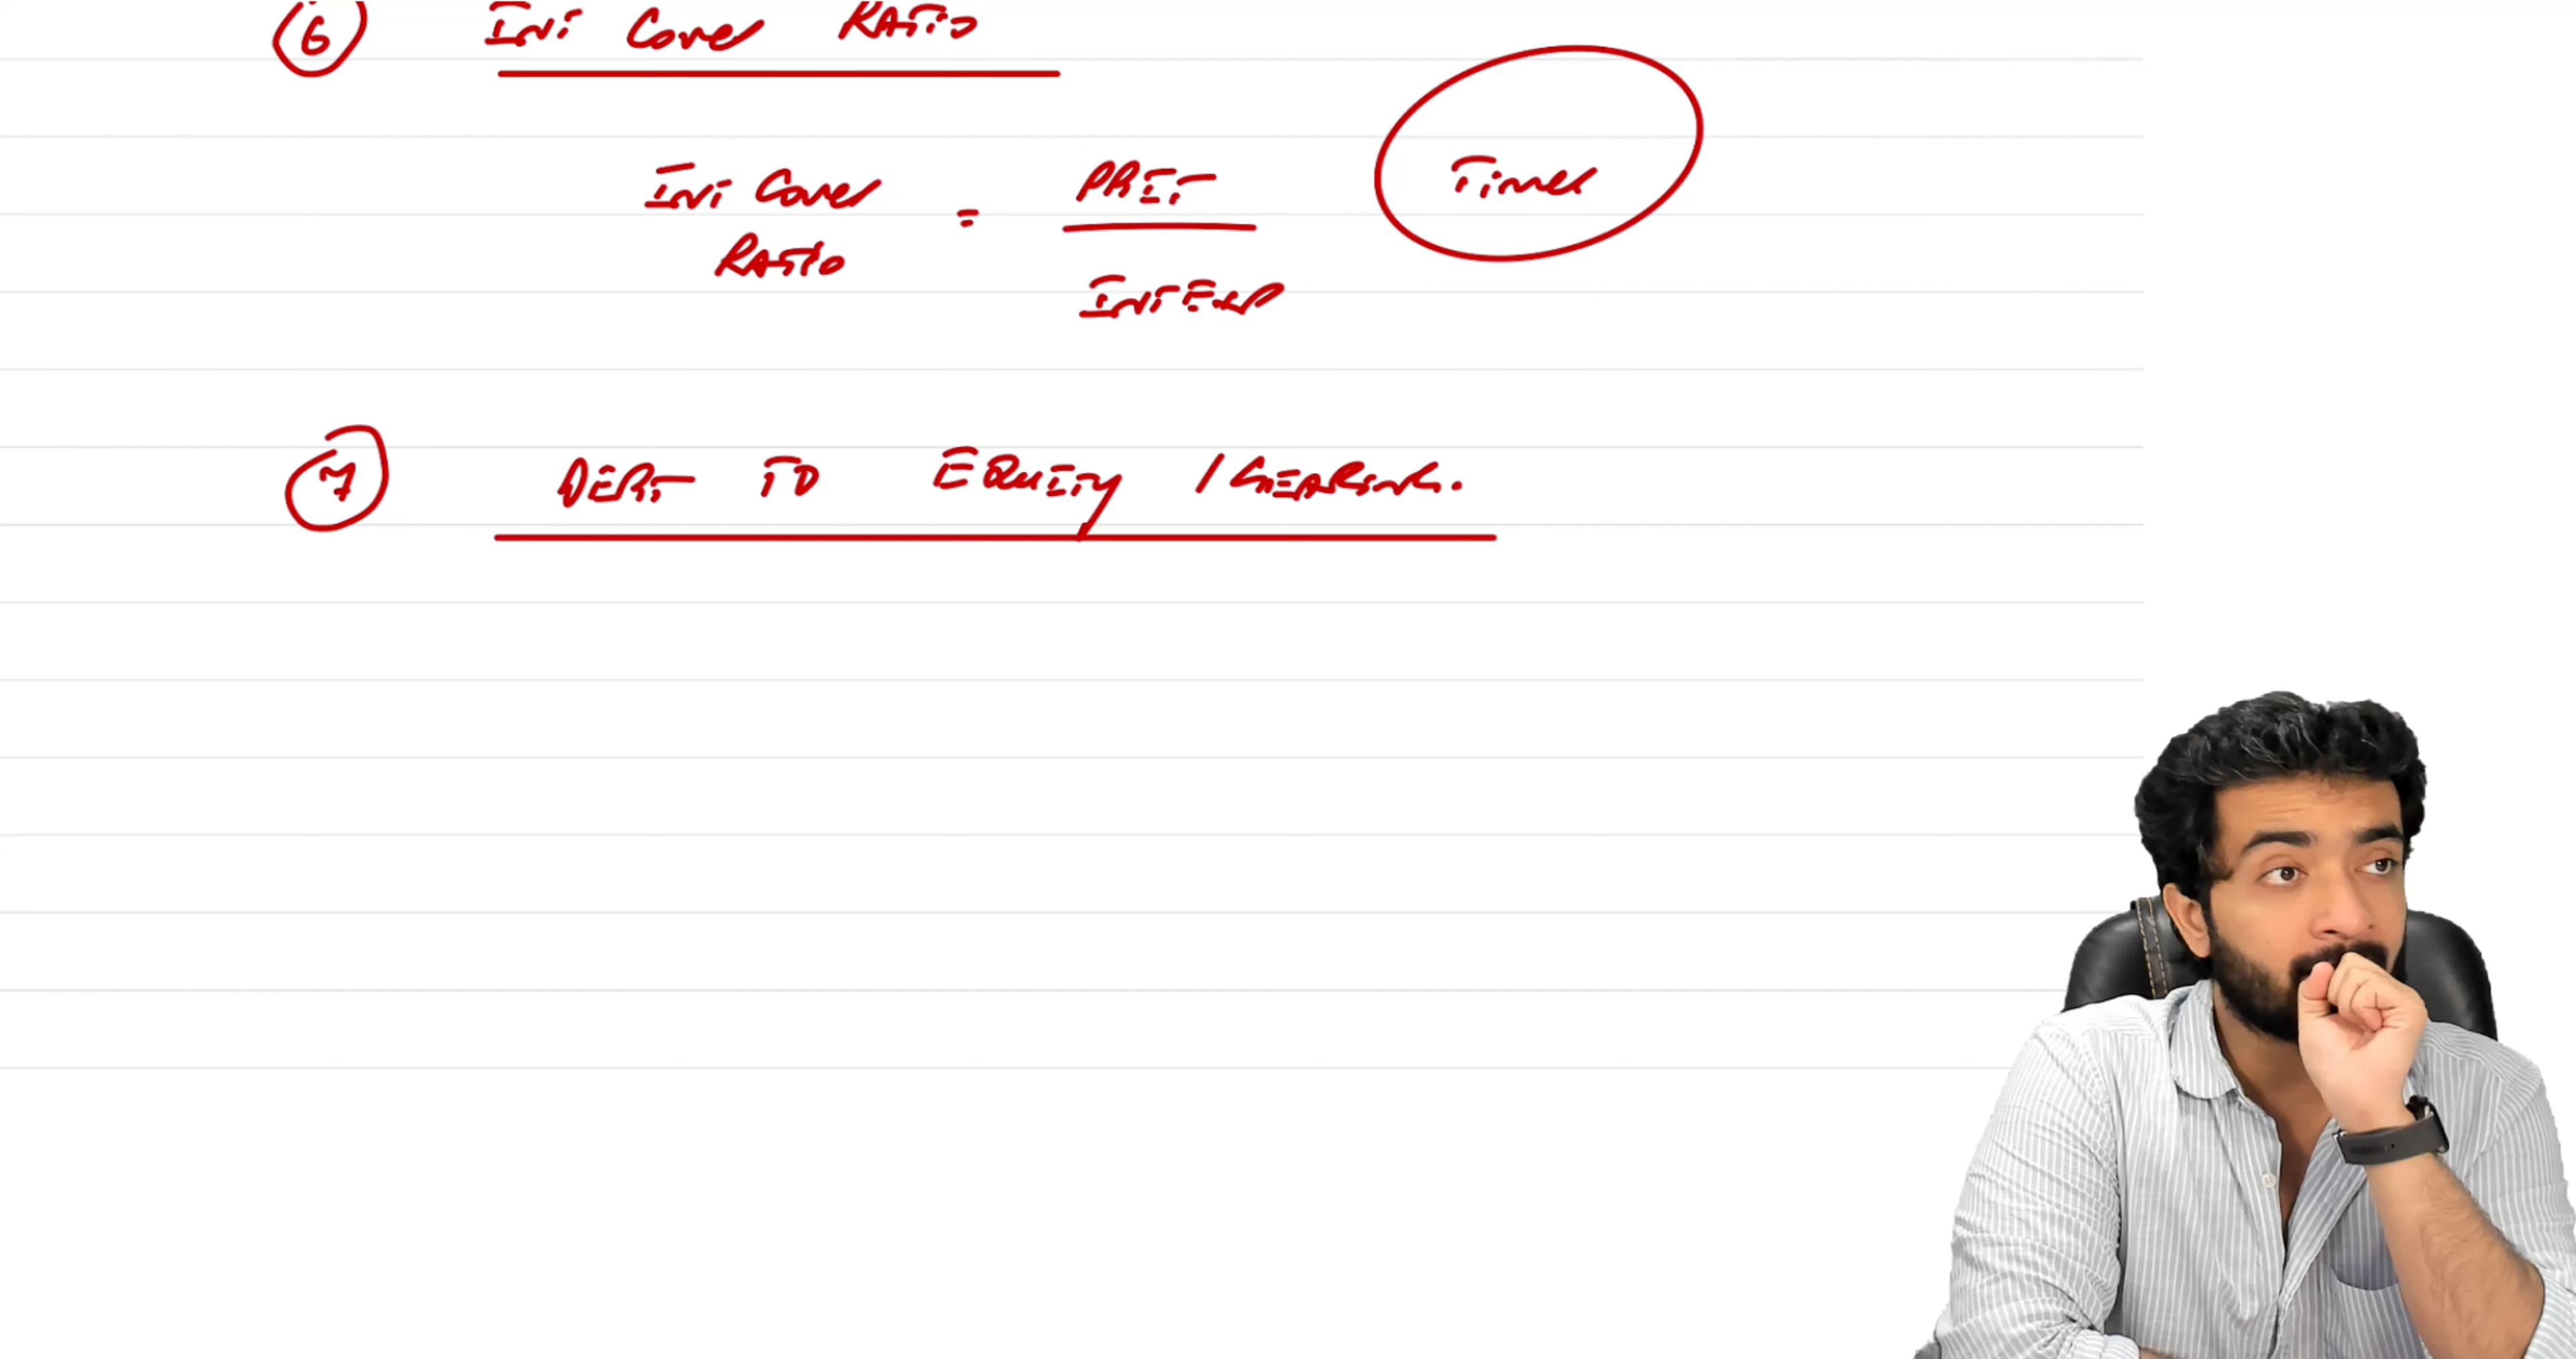 6 Int Cover Ratio
Int Cover Ratio = PBIT / Int Exp Times
7 DEBT TO EQUITY / GEARING.